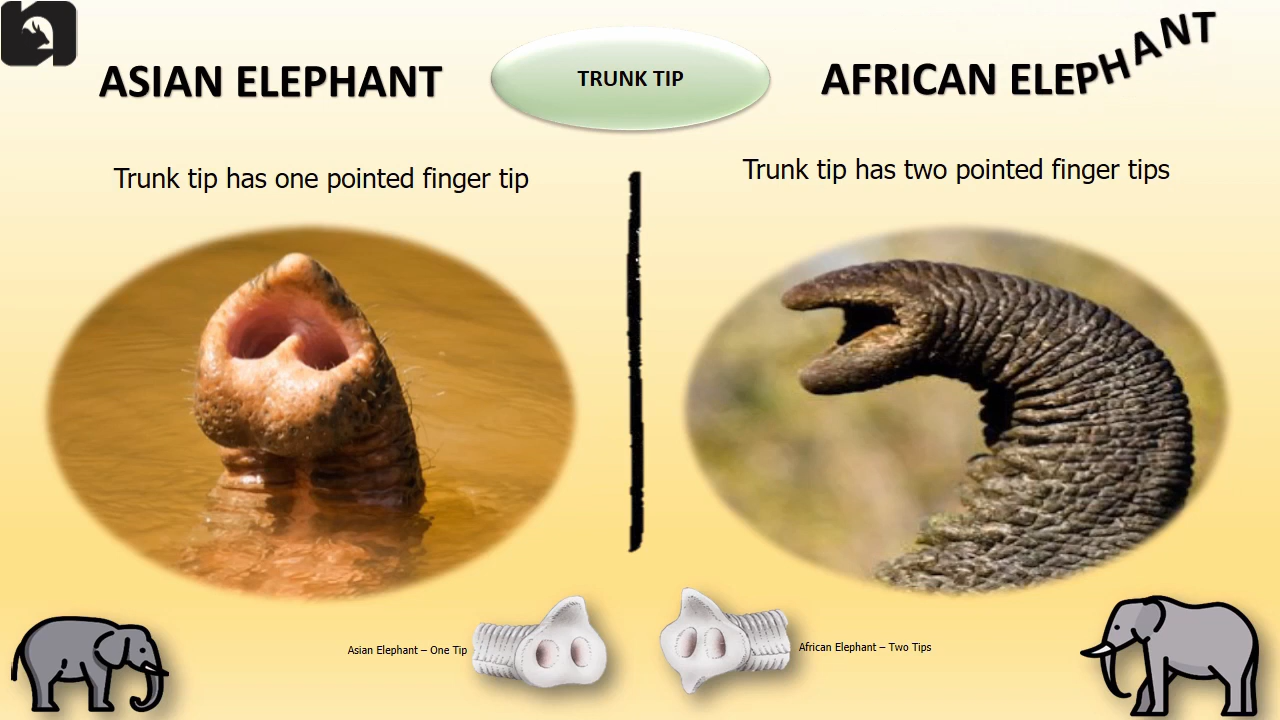 ASIAN ELEPHANT
TRUNK TIP
AFRICAN ELEPHANT
Trunk tip has one pointed finger tip
Trunk tip has two pointed finger tips
Asian Elephant – One Tip
African Elephant – Two Tips